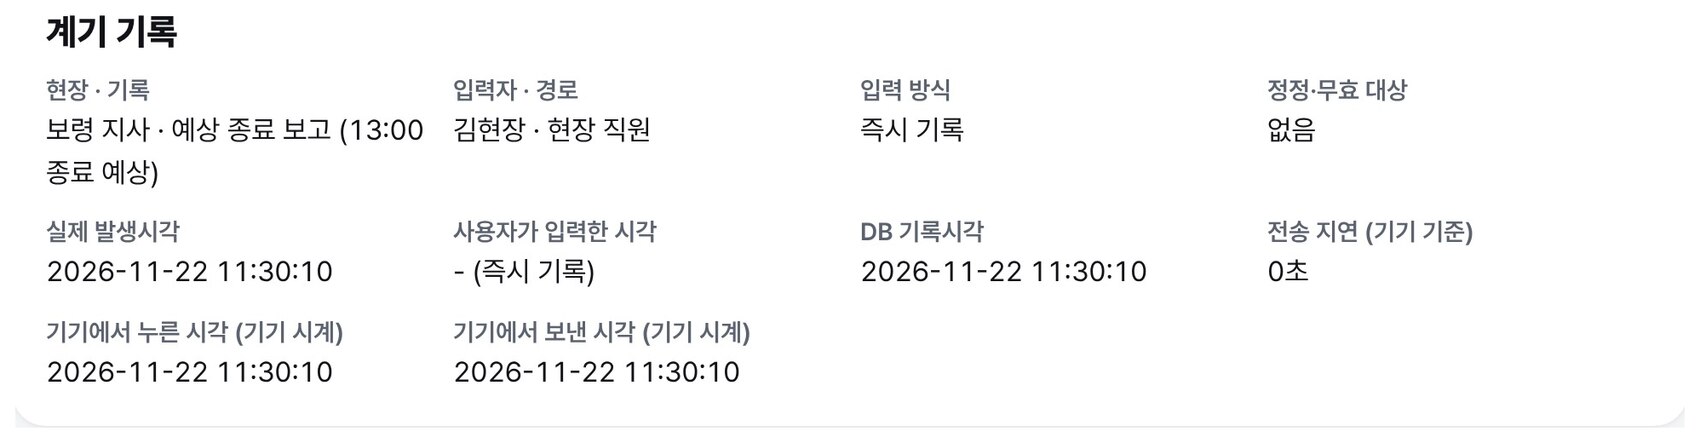 계기 기록
현장 · 기록
보령 지사 · 예상 종료 보고 (13:00
종료 예상)
입력자 · 경로
김현장 · 현장 직원
입력 방식
즉시 기록
정정·무효 대상
없음
실제 발생시각
2026-11-22 11:30:10
사용자가 입력한 시각
- (즉시 기록)
DB 기록시각
2026-11-22 11:30:10
전송 지연 (기기 기준)
0초
기기에서 누른 시각 (기기 시계)
2026-11-22 11:30:10
기기에서 보낸 시각 (기기 시계)
2026-11-22 11:30:10